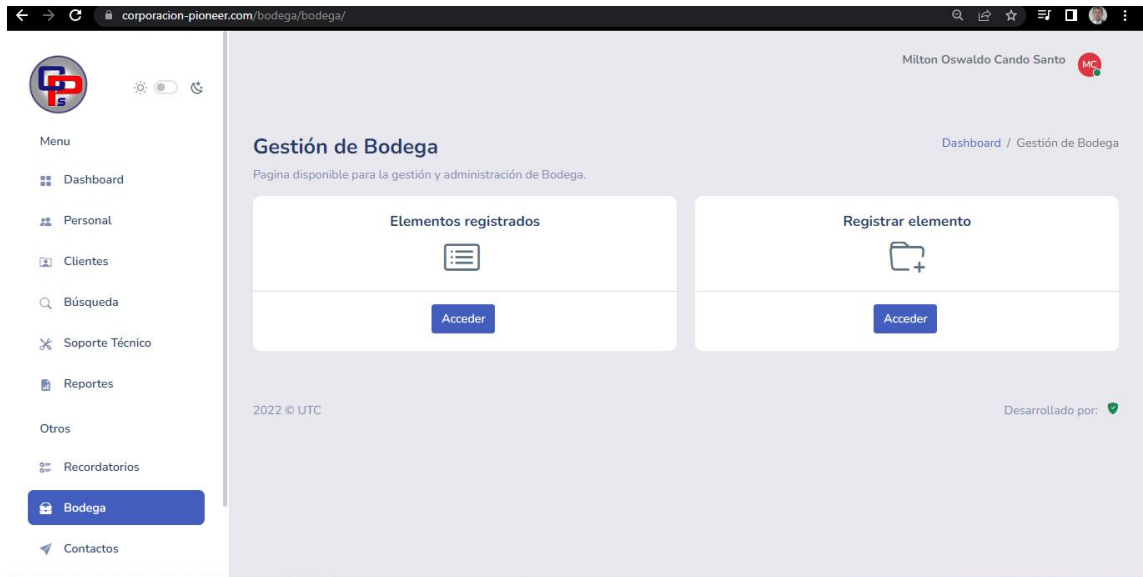 corporacion-pioneer.com/bodega/bodega/
Milton Oswaldo Cando Santo
MC
Menu
Dashboard
Personal
Clientes
Búsqueda
Soporte Técnico
Reportes
Otros
Recordatorios
Bodega
Contactos
Gestión de Bodega
Dashboard / Gestión de Bodega
Pagina disponible para la gestión y administración de Bodega.
Elementos registrados
Acceder
Registrar elemento
Acceder
2022 © UTC
Desarrollado por: